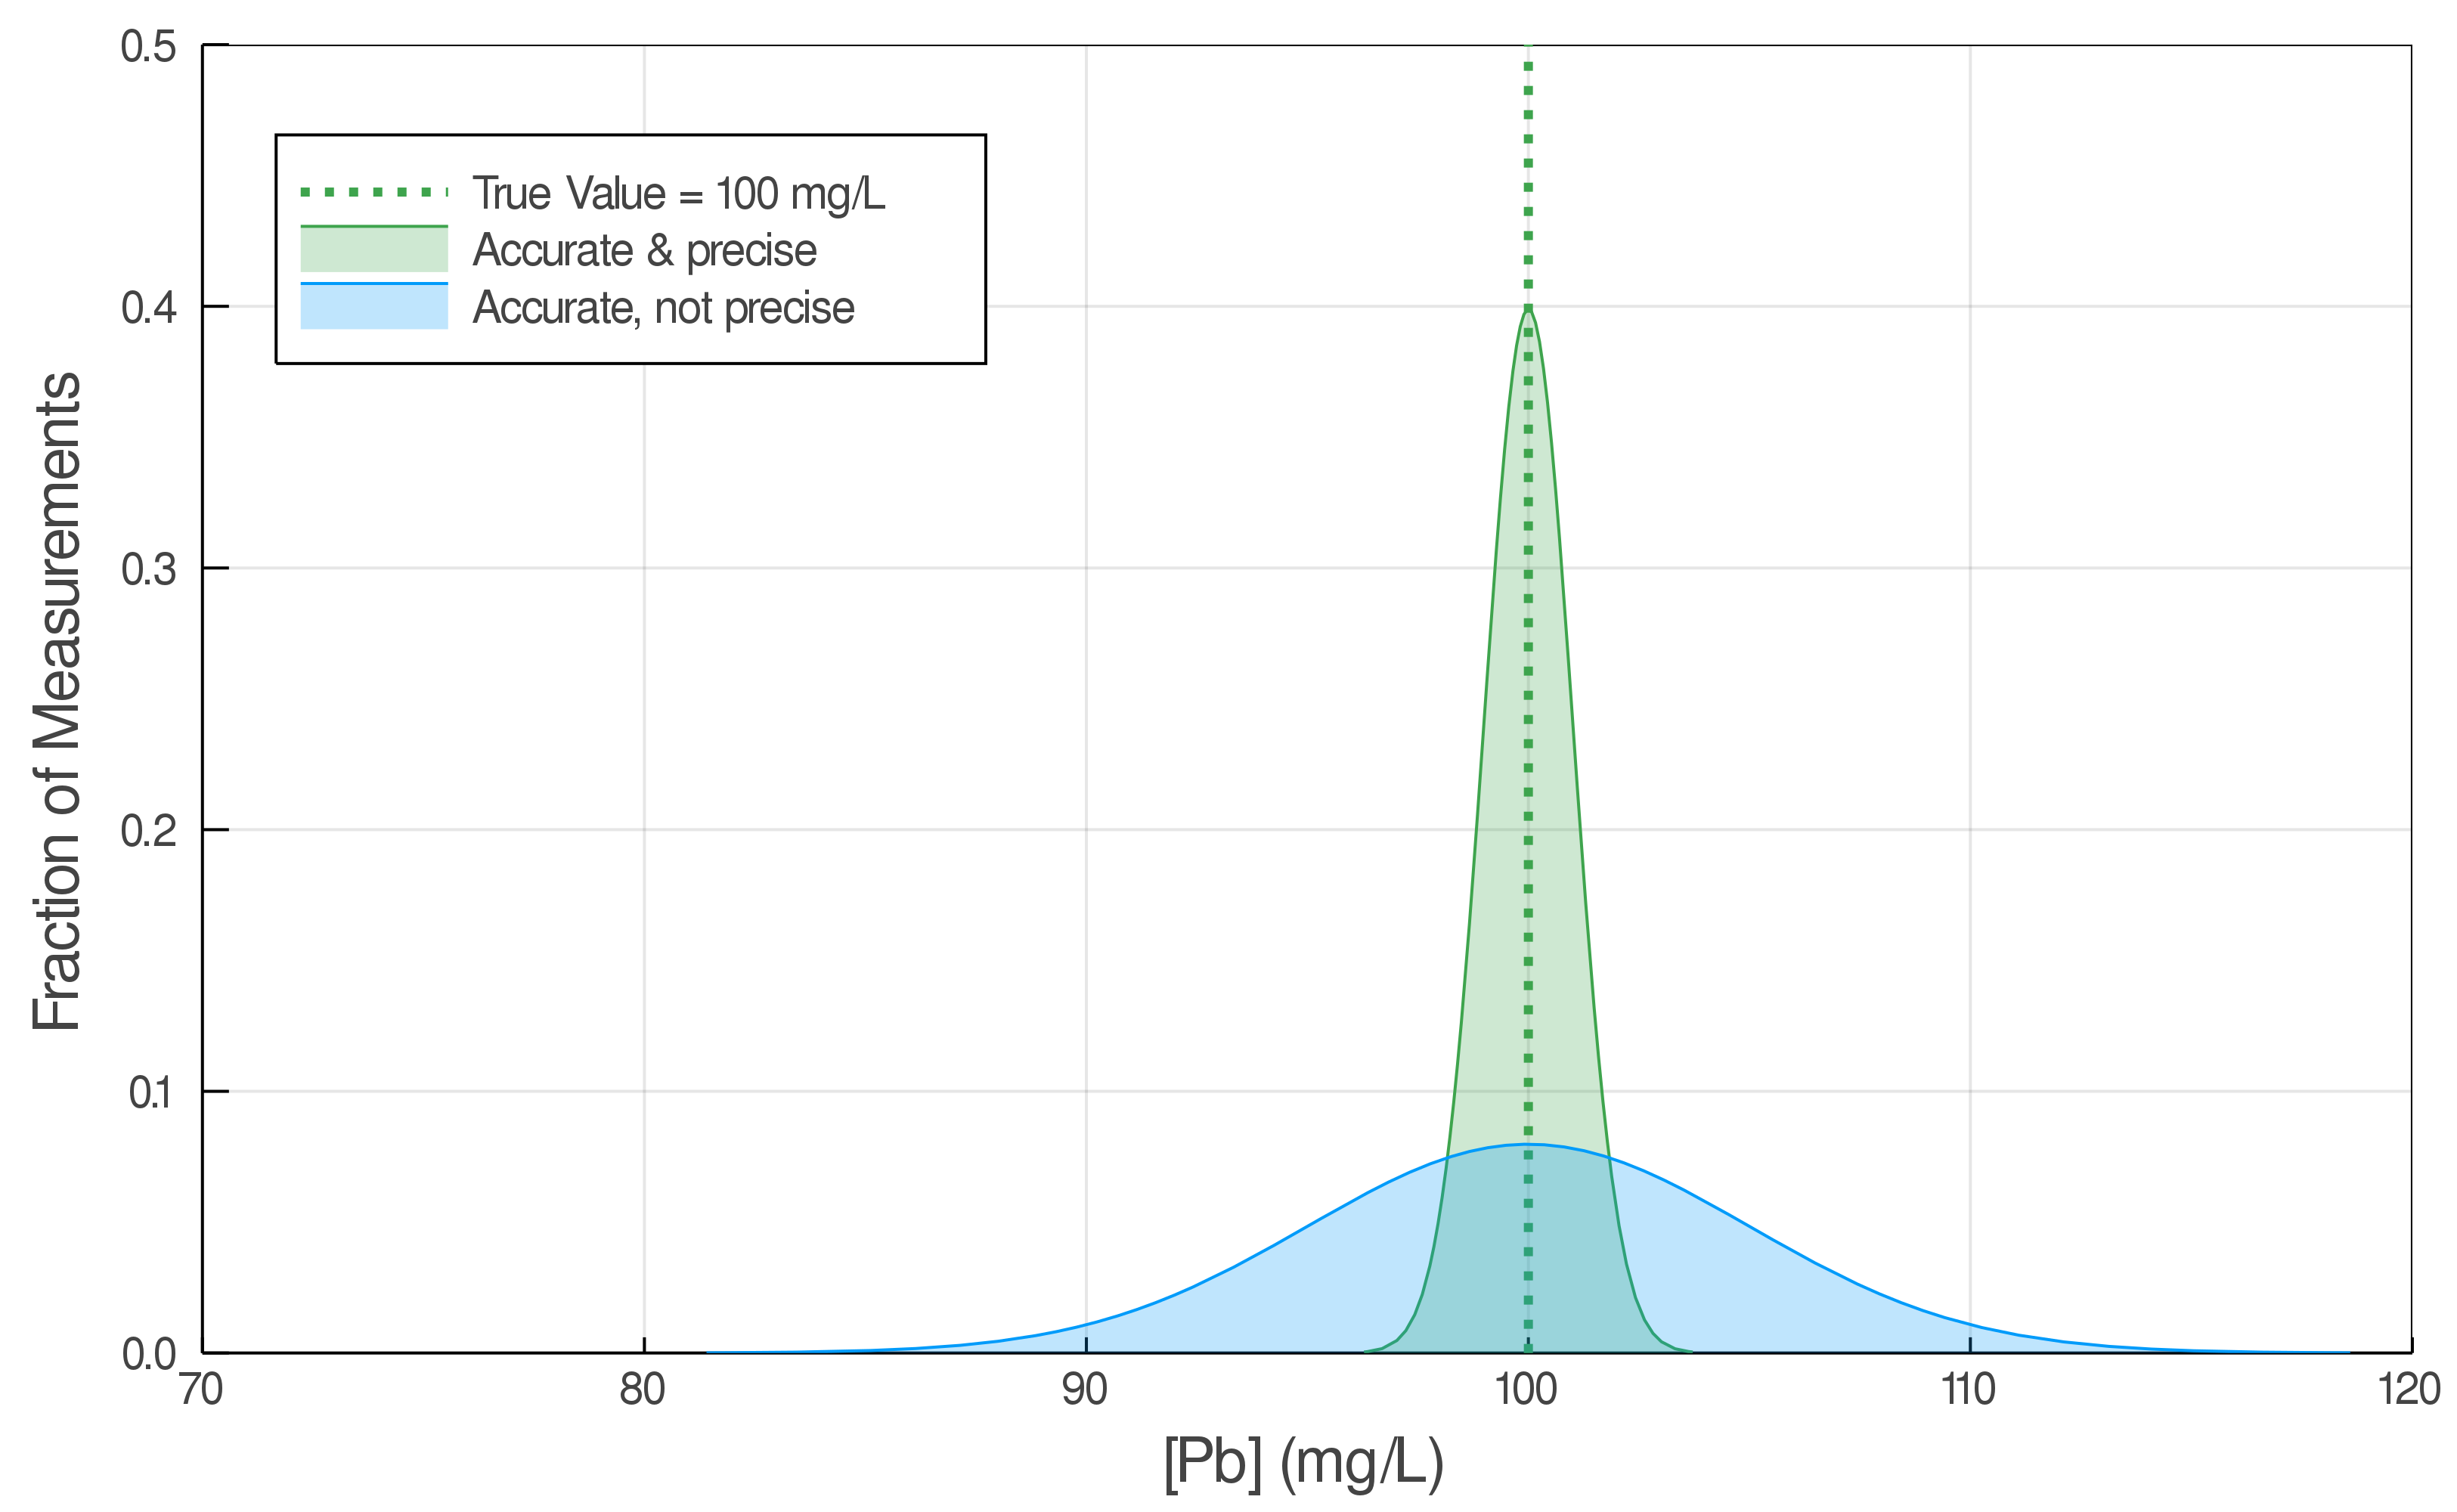 0.5
True Value = 100 mg/L
Accurate & precise
Accurate, not precise
0.4
0.3
0.2
0.1
0.0
Fraction of Measurements
70 80 90 100 110 120
[Pb] (mg/L)